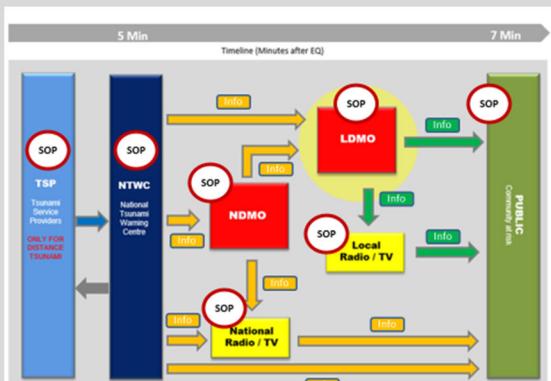 5 Min
7 Min
Timeline (Minutes after EQ)
SOP
TSP
Tsunami
Service
Providers
ONLY FOR
DISTANCE
TSUNAMI
SOP
NTWC
National
Tsunami
Warning
Centre
Info
SOP
LDMO
Info
SOP
PUBLIC
Community at risk
Info
SOP
NDMO
Info
Info
SOP
Local
Radio / TV
Info
Info
SOP
National
Radio / TV
Info
Info